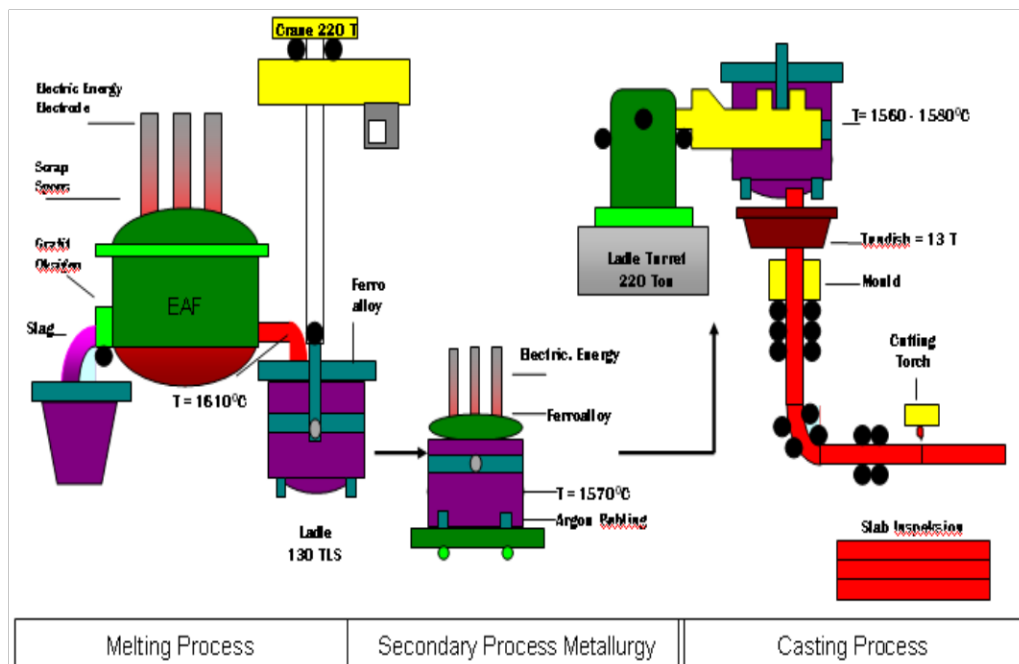 Crane 220 T
Electric Energy
Electrode
Scrap
Spons
Grafit
Oksifen
Slag
EAF
T = 1610⁰C
Ferro
alloy
Ladle
130 TLS
Electric. Energy
Ferroalloy
T = 1570⁰C
Argon Bubling
Ladle Turret
220 Ton
T= 1560 - 1580⁰C
Tundish = 13 T
Mould
Cutting
Torch
Slab Inspeksion
Melting Process
Secondary Process Metallurgy
Casting Process